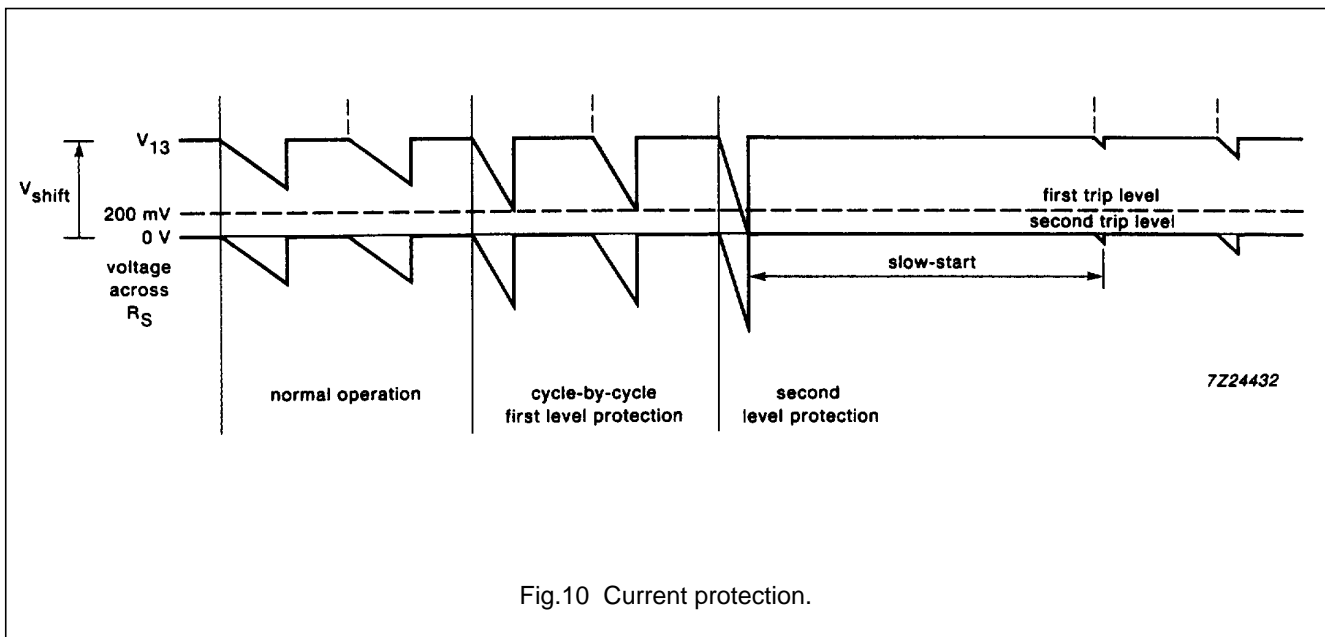 V13
Vshift
200 mV
0 V
voltage
across
RS
first trip level
second trip level
slow-start
normal operation
cycle-by-cycle
first level protection
second
level protection
7Z24432
Fig.10 Current protection.